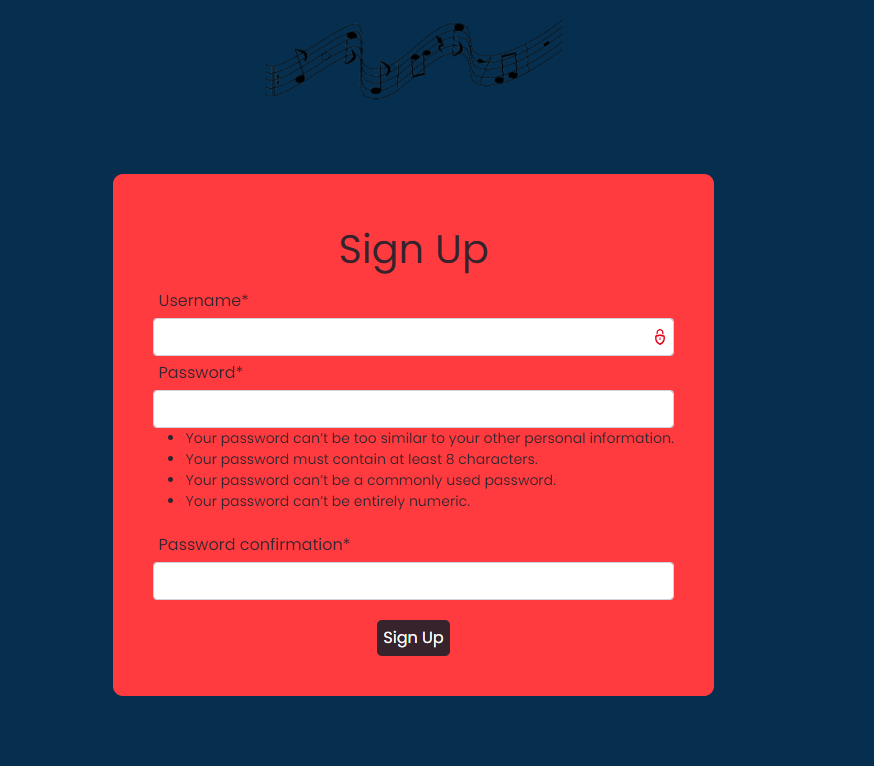 Sign Up
Username*
Password*
Your password can't be too similar to your other personal information.
Your password must contain at least 8 characters.
Your password can't be a commonly used password.
Your password can't be entirely numeric.
Password confirmation*
Sign Up